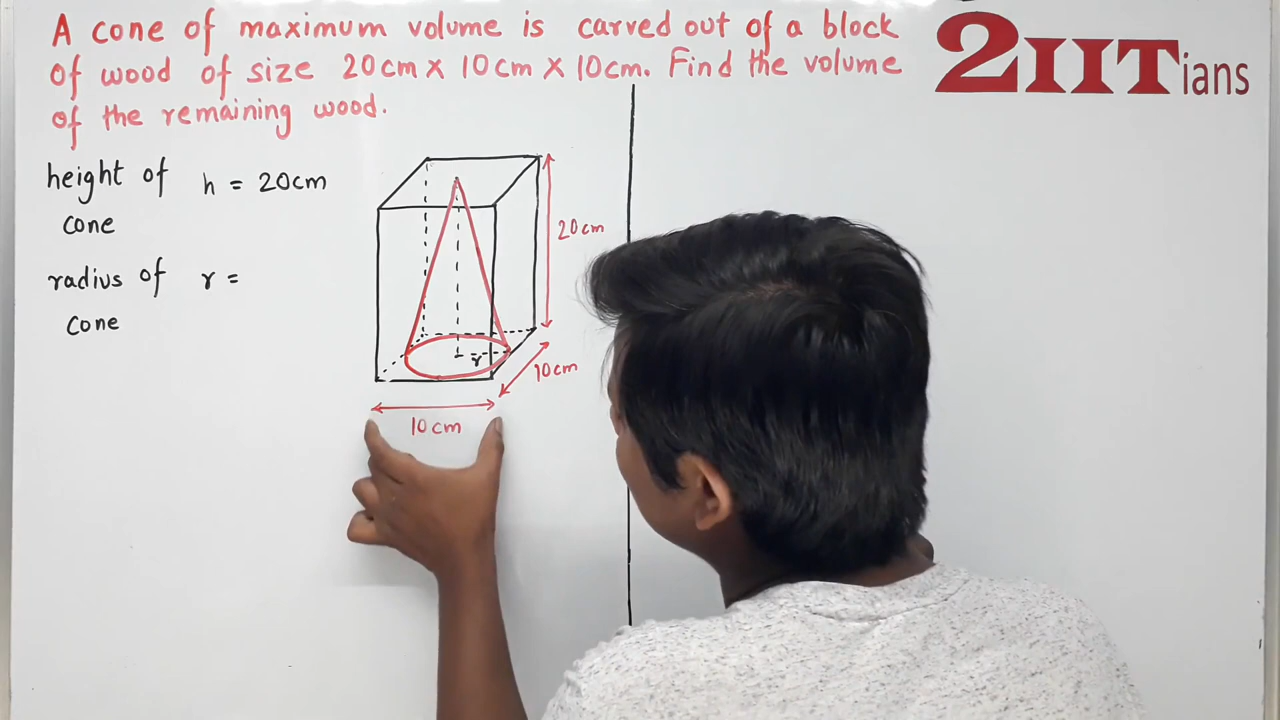 A cone of maximum volume is carved out of a block
of wood of size 20cm x 10cm x 10cm. Find the volume
of the remaining wood.
2IITians
height of h = 20cm
cone
radius of r =
cone
20cm
r
10cm
10cm